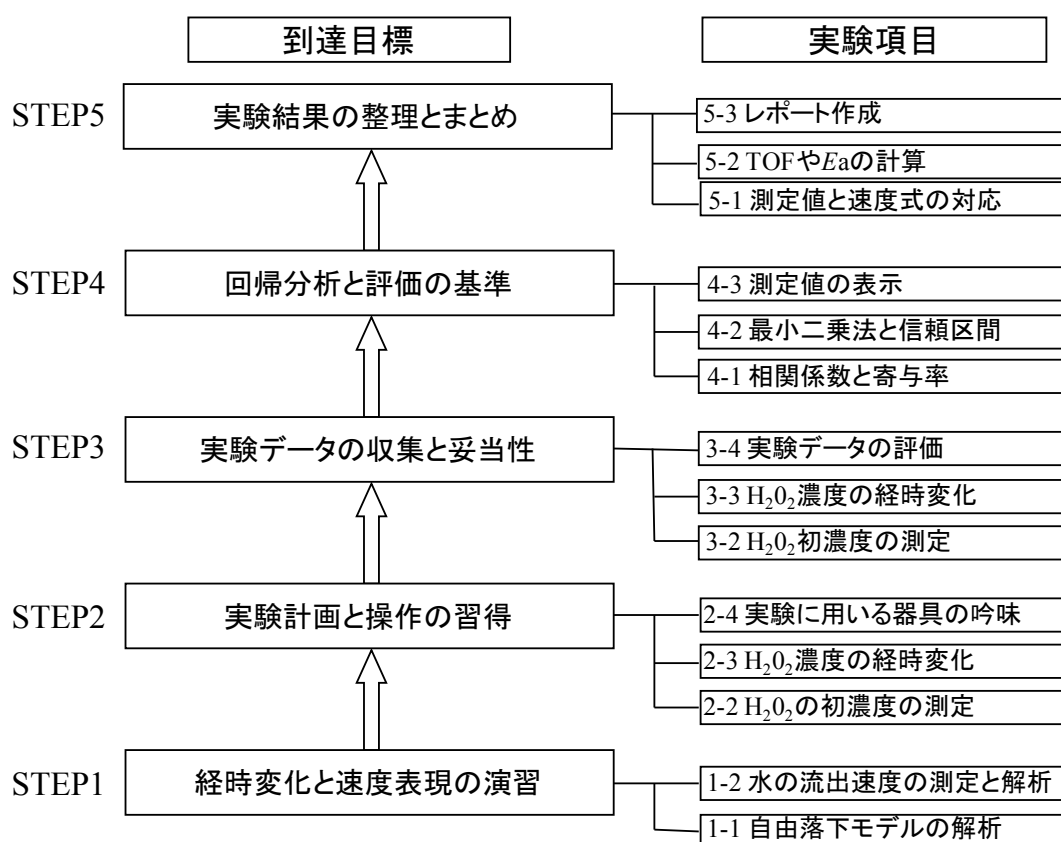 到達目標 実験項目
STEP5 実験結果の整理とまとめ
5-3 レポート作成
5-2 TOFやEaの計算
5-1 測定値と速度式の対応
STEP4 回帰分析と評価の基準
4-3 測定値の表示
4-2 最小二乗法と信頼区間
4-1 相関係数と寄与率
STEP3 実験データの収集と妥当性
3-4 実験データの評価
3-3 H₂0₂濃度の経時変化
3-2 H₂0₂初濃度の測定
STEP2 実験計画と操作の習得
2-4 実験に用いる器具の吟味
2-3 H₂0₂濃度の経時変化
2-2 H₂0₂の初濃度の測定
STEP1 経時変化と速度表現の演習
1-2 水の流出速度の測定と解析
1-1 自由落下モデルの解析